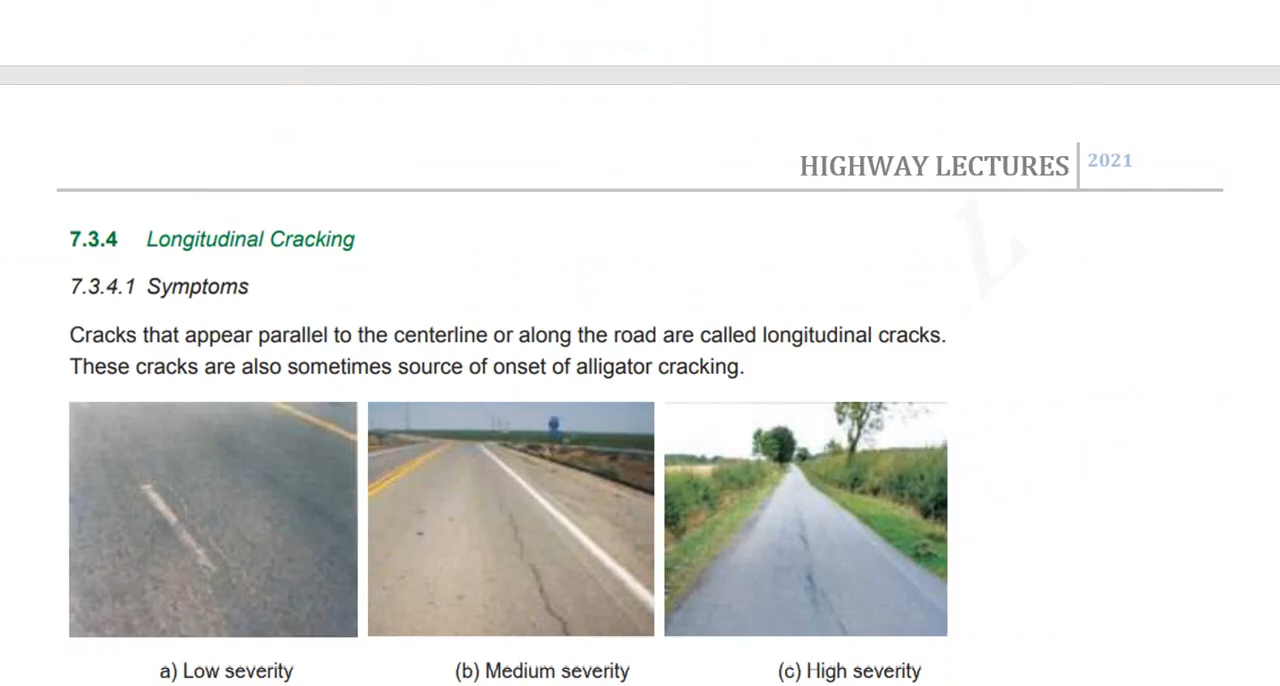 HIGHWAY LECTURES 2021
7.3.4 Longitudinal Cracking
7.3.4.1 Symptoms
Cracks that appear parallel to the centerline or along the road are called longitudinal cracks.
These cracks are also sometimes source of onset of alligator cracking.
a) Low severity (b) Medium severity (c) High severity